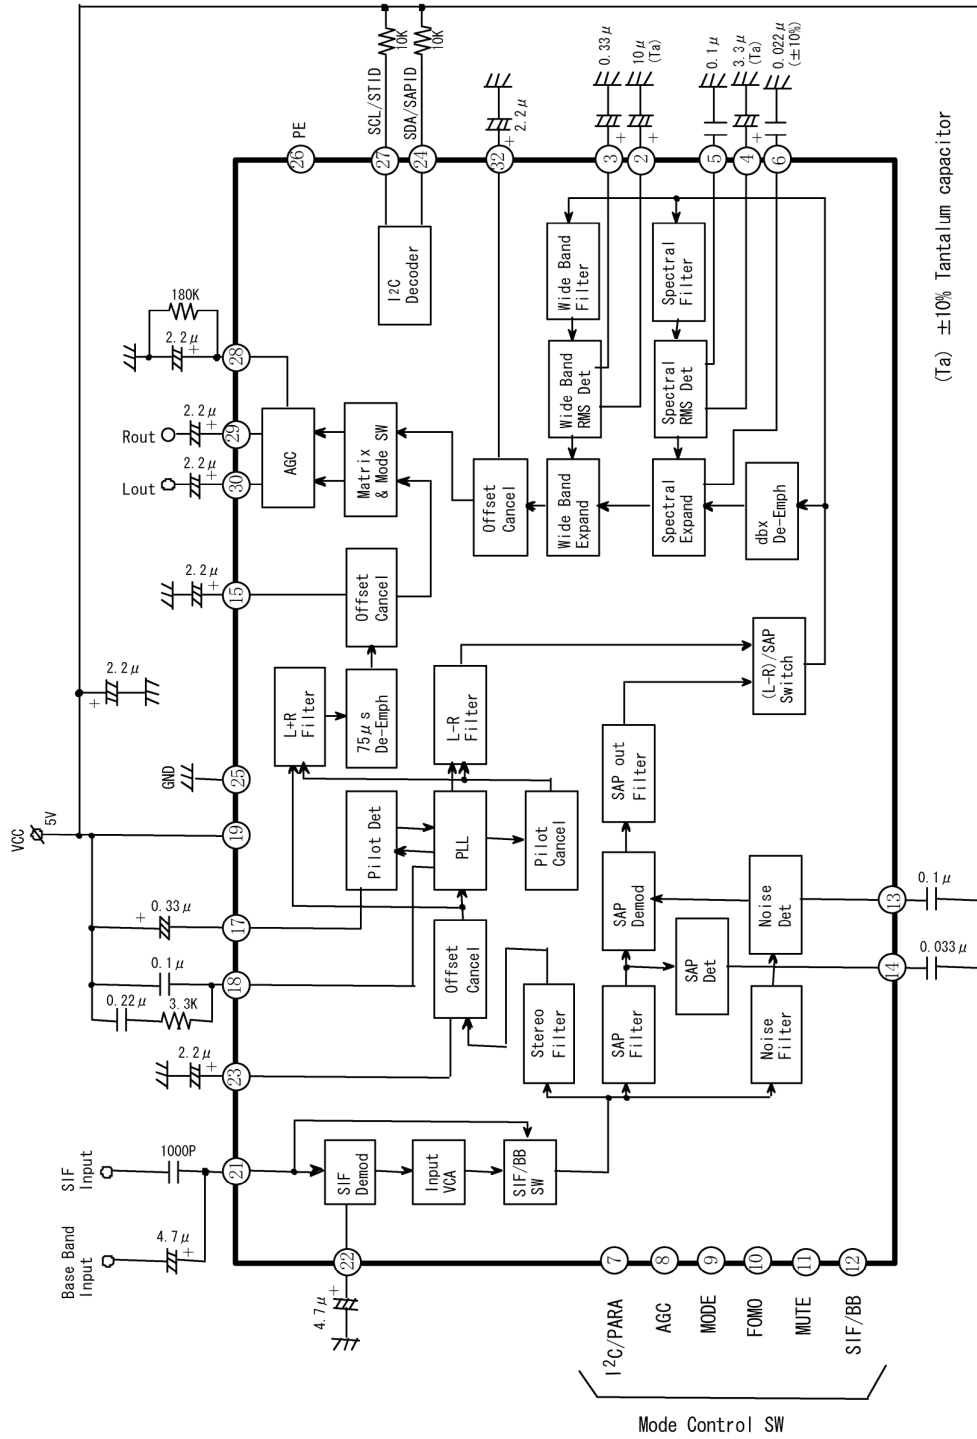 Base Band
Input
SIF
Input
VCC
5V
4.7μ
+
1000P
2.2μ
+
0.22μ
3.3K
0.1μ
0.33μ
+
GND
2.2μ
+
2.2μ
+
Lout
2.2μ
+
Rout
2.2μ
+
2.2μ
+
180K
21
23
18
17
19
25
15
30
29
28
26
PE
27
SCL/STID
10K
24
SDA/SAPID
10K
32
2.2μ
+
3
0.33μ
+
2
10μ
(Ta)
+
5
0.1μ
4
3.3μ
(Ta)
+
6
0.022μ
(±10%)
22
4.7μ
+
SIF
Demod
Input
VCA
SIF/BB
SW
Offset
Cancel
Stereo
Filter
SAP
Filter
Noise
Filter
Pilot Det
PLL
Pilot
Cancel
SAP
Demod
SAP
Det
Noise
Det
L+R
Filter
75μs
De-Emph
L-R
Filter
SAP out
Filter
(L-R)/SAP
Switch
Offset
Cancel
AGC
Matrix
& Mode SW
Offset
Cancel
I²C
Decoder
Wide Band
Expand
Wide Band
RMS Det
Wide Band
Filter
Spectral
Expand
Spectral
RMS Det
Spectral
Filter
dbx
De-Emph
14
0.033μ
13
0.1μ
7
I²C/PARA
8
AGC
9
MODE
10
FOMO
11
MUTE
12
SIF/BB
Mode Control SW
(Ta) ±10% Tantalum capacitor